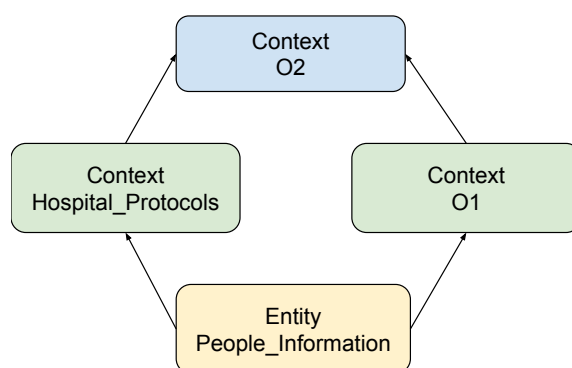 Context
O2
Context
Hospital_Protocols
Context
O1
Entity
People_Information